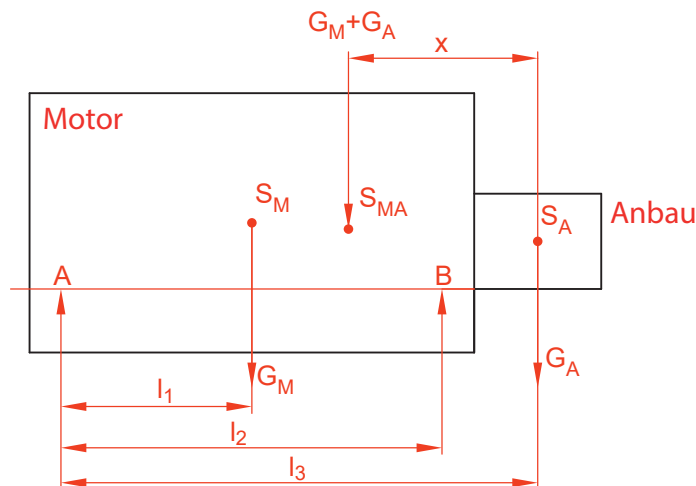 G_M+G_A
x
Motor
S_M
S_MA
S_A
Anbau
A
B
G_M
G_A
l_1
l_2
l_3